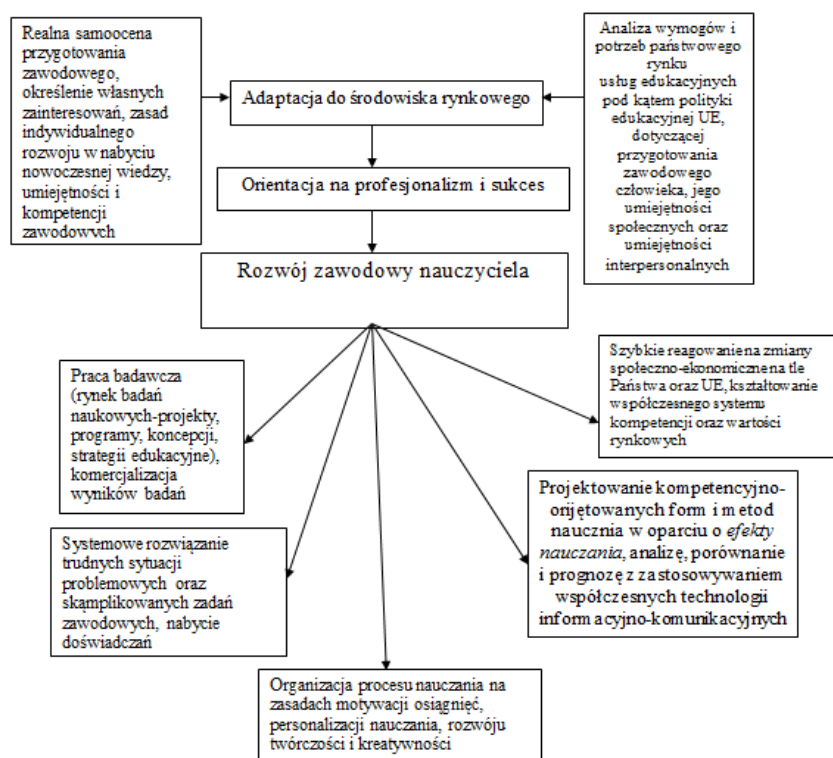 Realna samoocena
przygotowania
zawodowego,
określenie własnych
zainteresowań, zasad
indywidualnego
rozwoju w nabyciu
nowoczesnej wiedzy,
umiejętności i
kompetencji
zawodowych
Adaptacja do środowiska rynkowego
Analiza wymogów i
potrzeb państwowego
rynku
usług edukacyjnych
pod kątem polityki
edukacyjnej UE,
dotyczącej
przygotowania
zawodowego
człowieka, jego
umiejętności
społecznych oraz
umiejętności
interpersonalnych
Orientacja na profesjonalizm i sukces
Rozwój zawodowy nauczyciela
Praca badawcza
(rynek badań
naukowych-projekty,
programy, koncepcji,
strategii edukacyjne),
komercjalizacja
wyników badań
Szybkie reagowanie na zmiany
społeczno-ekonomiczne na tle
Państwa oraz UE, kształtowanie
współczesnego systemu
kompetencji oraz wartości
rynkowych
Systemowe rozwiązanie
trudnych sytuacji
problemowych oraz
skąmplikowanych zadań
zawodowych, nabycie
doświadczań
Projektowanie kompetencyjno-
orijętowanych form i metod
naucznia w oparciu o efekty
nauczania, analizę, porównanie
i prognozę z zastosowywaniem
współczesnych technologii
informacyjno-komunikacyjnych
Organizacja procesu nauczania na
zasadach motywacji osiągnięć,
personalizacji nauczania, rozwóju
twórczości i kreatywności